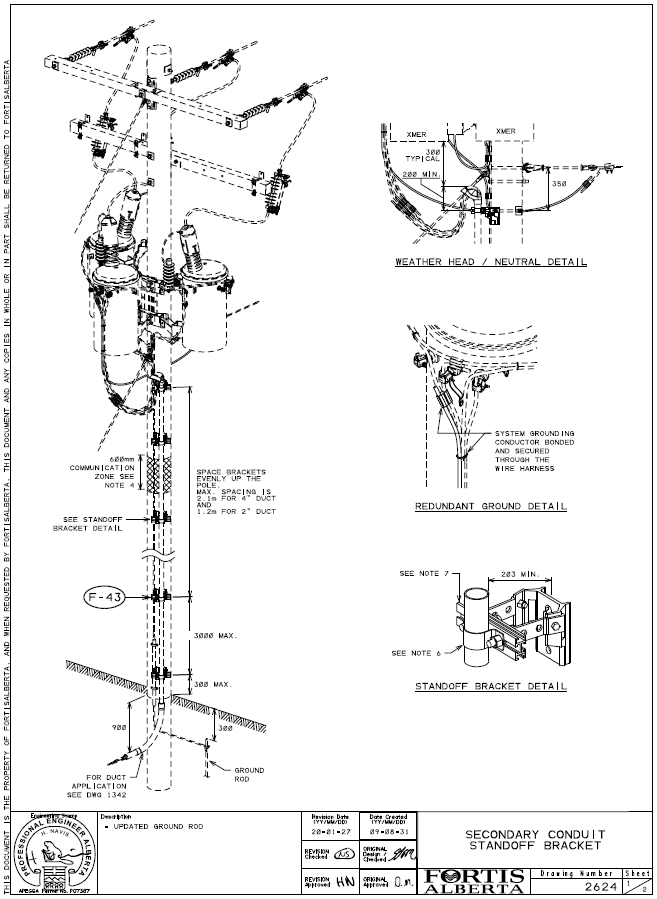 THIS DOCUMENT IS THE PROPERTY OF FORTISALBERTA, AND WHEN REQUESTED BY FORTISALBERTA, THIS DOCUMENT AND ANY COPIES IN WHOLE OR IN PART SHALL BE RETURNED TO FORTISALBERTA
XMER
XMER
300
TYPICAL
200 MIN.
350
WEATHER HEAD / NEUTRAL DETAIL
600mm
COMMUNICATION
ZONE SEE
NOTE 4
SPACE BRACKETS
EVENLY UP THE
POLE.
MAX. SPACING IS
2.1m FOR 4" DUCT
AND
1.2m FOR 2" DUCT
SEE STANDOFF
BRACKET DETAIL
SYSTEM GROUNDING
CONDUCTOR BONDED
AND SECURED
THROUGH THE
WIRE HARNESS
REDUNDANT GROUND DETAIL
F-43
3000 MAX.
300 MAX.
SEE NOTE 7
203 MIN.
SEE NOTE 6
STANDOFF BRACKET DETAIL
900
300
GROUND
ROD
FOR DUCT
APPLICATION
SEE DWG 1342
PROFESSIONAL ENGINEER
H. NAVIS
ALBERTA
APEGGA Permit No. P07387
Description
- UPDATED GROUND ROD
Revision Date
(YY/MM/DD)
20-01-27
Date Created
(YY/MM/DD)
09-08-31
REVISION
Checked
ORIGINAL
Design /
Checked
REVISION
Approved
HN
ORIGINAL
Approved
SECONDARY CONDUIT
STANDOFF BRACKET
FORTIS
ALBERTA
Drawing Number
2624
Sheet
1/2